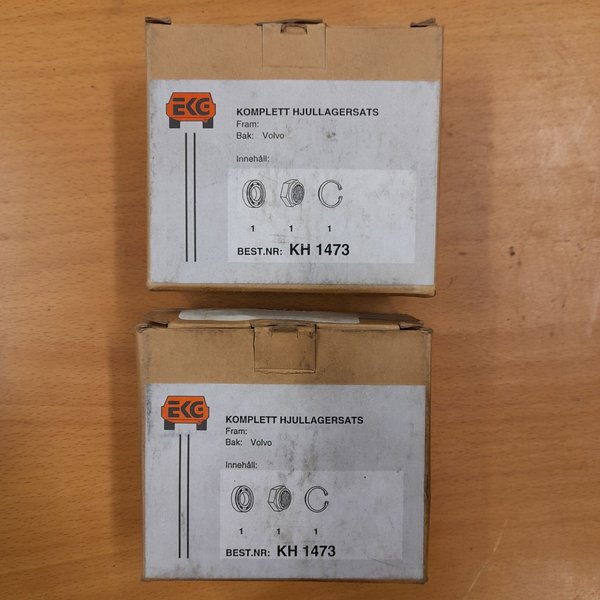 EKG
KOMPLETT HJULLAGERSATS
Fram:
Bak: Volvo
Innehåll:
1 1 1
BEST.NR: KH 1473
EKG
KOMPLETT HJULLAGERSATS
Fram:
Bak: Volvo
Innehåll:
1 1 1
BEST.NR: KH 1473